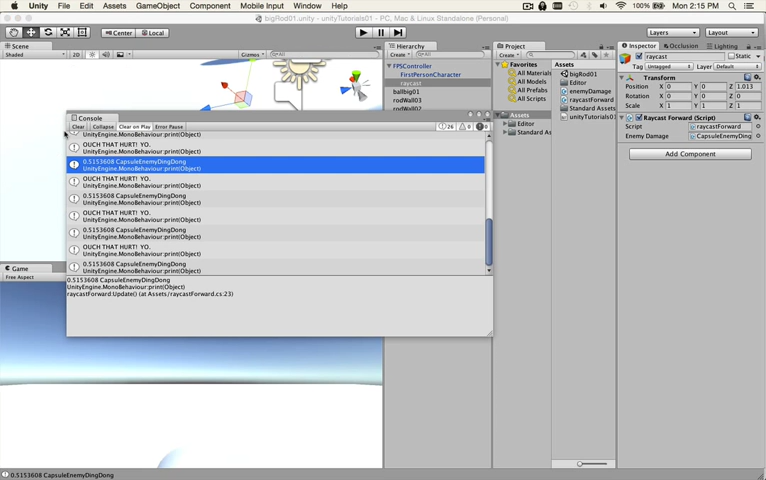 Unity File Edit Assets GameObject Component Mobile Input Window Help 100% Mon 2:15 PM
bigRod01.unity - unityTutorials01 - PC, Mac & Linux Standalone (Personal)
Center Local Layers Layout
Scene Hierarchy Project Inspector Occlusion Lighting
Shaded 2D Gizmos All Create All Create
FPSController
FirstPersonCharacter
raycast
ballbig01
rodWall03
rodWall02
Favorites
All Materials
All Models
All Prefabs
All Scripts
Assets
Editor
Standard As
Assets
bigRod01
Editor
enemyDamage
raycastForward
Standard Assets
unityTutorials01
raycast Static
Tag Untagged Layer Default
Transform
Position X 0 Y 0 Z 1.013
Rotation X 0 Y 0 Z 0
Scale X 1 Y 1 Z 1
Raycast Forward (Script)
Script raycastForward
Enemy Damage CapsuleEnemyDing
Add Component
Console
Clear Collapse Clear on Play Error Pause 26 0 0
UnityEngine.MonoBehaviour:print(Object)
OUCH THAT HURT! YO.
UnityEngine.MonoBehaviour:print(Object)
0.5153608 CapsuleEnemyDingDong
UnityEngine.MonoBehaviour:print(Object)
OUCH THAT HURT! YO.
UnityEngine.MonoBehaviour:print(Object)
0.5153608 CapsuleEnemyDingDong
UnityEngine.MonoBehaviour:print(Object)
OUCH THAT HURT! YO.
UnityEngine.MonoBehaviour:print(Object)
0.5153608 CapsuleEnemyDingDong
UnityEngine.MonoBehaviour:print(Object)
OUCH THAT HURT! YO.
UnityEngine.MonoBehaviour:print(Object)
0.5153608 CapsuleEnemyDingDong
UnityEngine.MonoBehaviour:print(Object)
0.5153608 CapsuleEnemyDingDong
UnityEngine.MonoBehaviour:print(Object)
raycastForward:Update() (at Assets/raycastForward.cs:23)
Game
Free Aspect
0.5153608 CapsuleEnemyDingDong